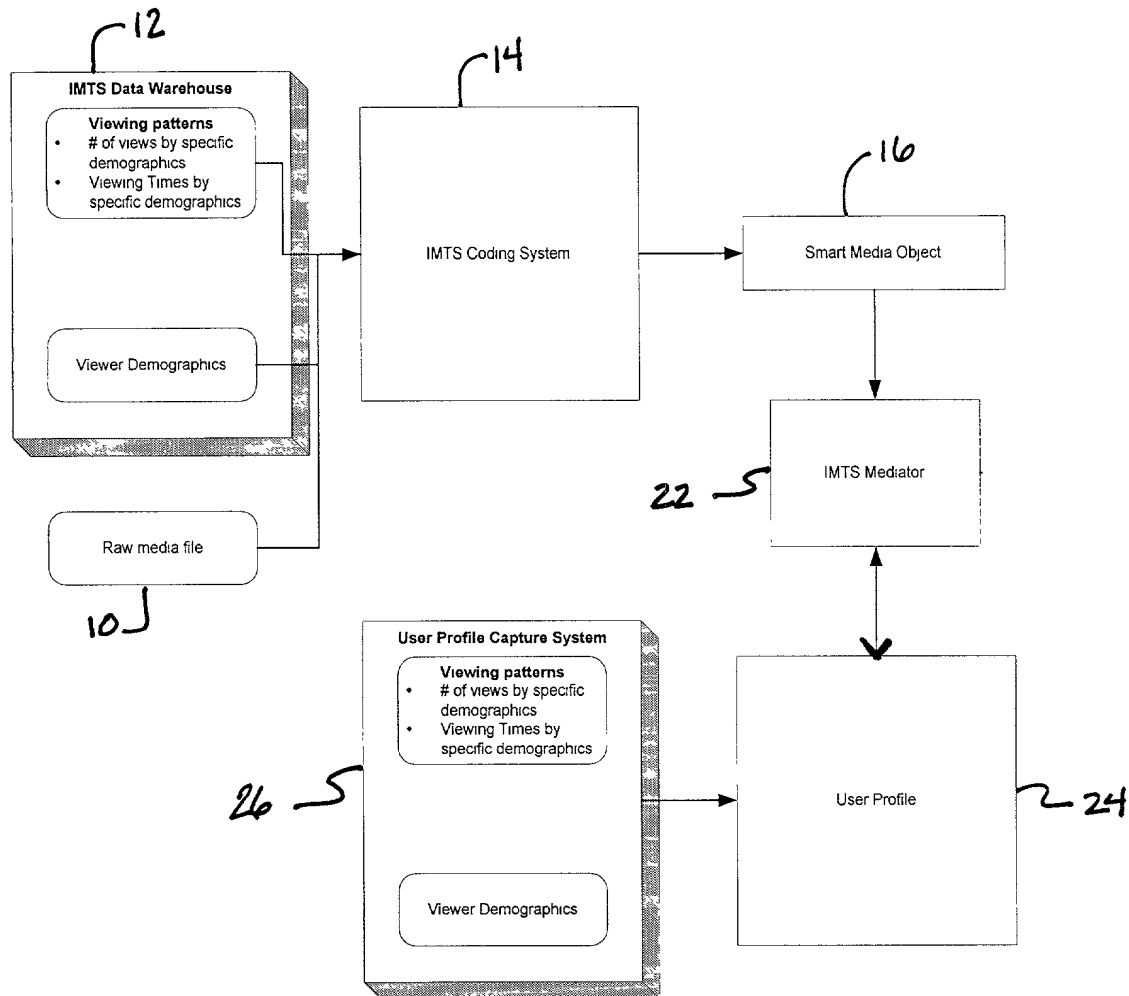 12
14
16
IMTS Data Warehouse
Viewing patterns
• # of views by specific
demographics
• Viewing Times by
specific demographics
IMTS Coding System
Smart Media Object
Viewer Demographics
22
IMTS Mediator
Raw media file
10
User Profile Capture System
Viewing patterns
• # of views by specific
demographics
• Viewing Times by
specific demographics
26
User Profile
24
Viewer Demographics